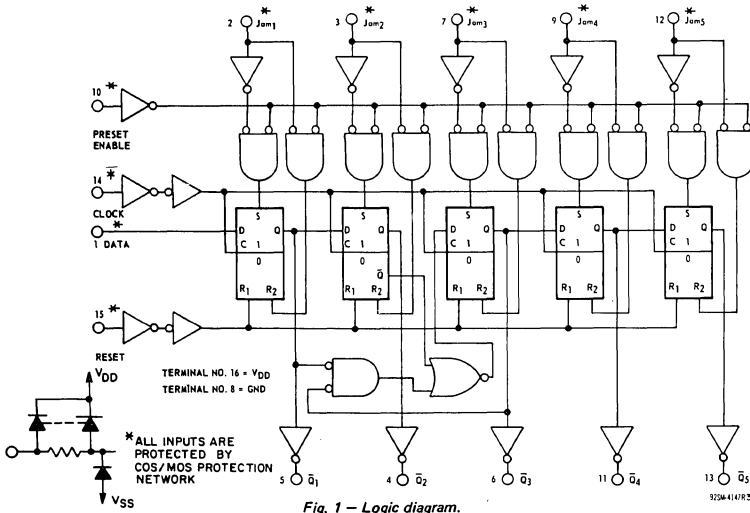 2 * Jam1 3 * Jam2 7 * Jam3 9 * Jam4 12 * Jam5
10 *
PRESET
ENABLE
14 *
CLOCK
1 DATA *
S S S S S
D Q D Q D Q D Q D Q
C 1 C 1 C 1 C 1 C 1
0 0 0 0 0
Q̅
R1 R2 R1 R2 R1 R2 R1 R2 R1 R2
15 *
RESET
TERMINAL NO. 16 = VDD
TERMINAL NO. 8 = GND
VDD
*ALL INPUTS ARE
PROTECTED BY
COS/MOS PROTECTION
NETWORK
VSS
5 Q̅1 4 Q̅2 6 Q̅3 11 Q̅4 13 Q̅5
92SM-4147R3
Fig. 1 – Logic diagram.